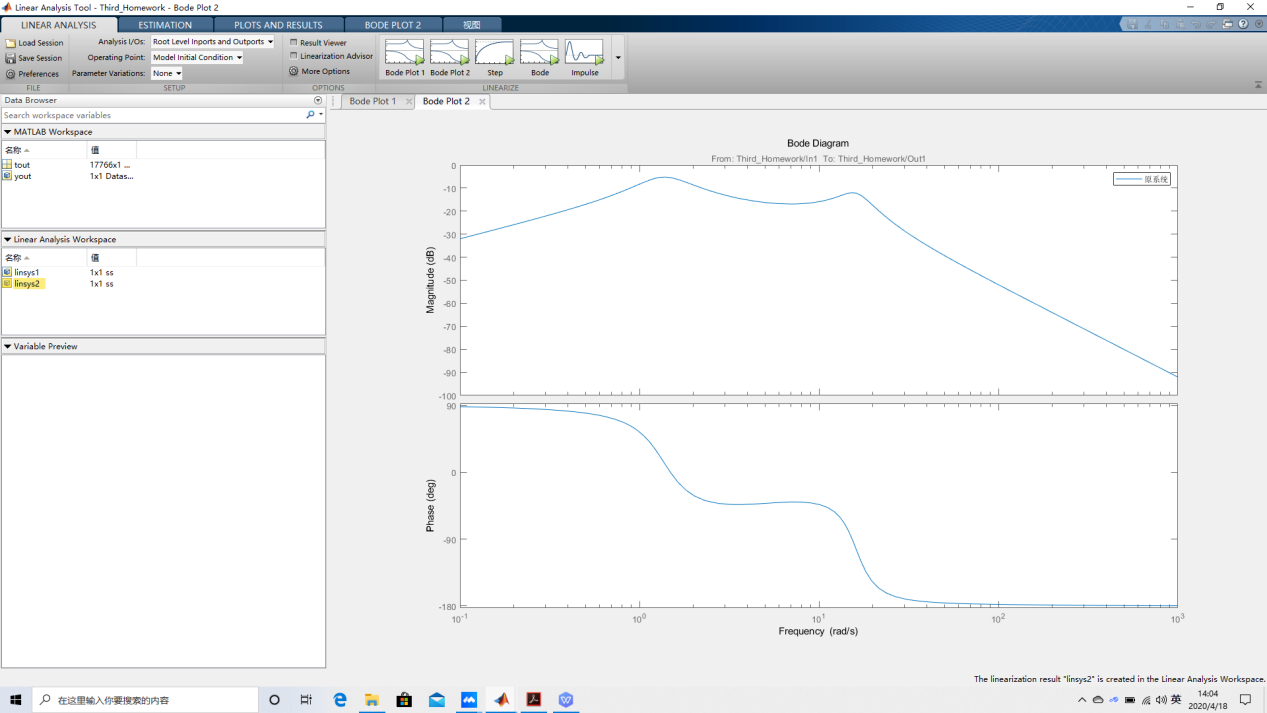 Linear Analysis Tool - Third_Homework - Bode Plot 2
LINEAR ANALYSIS ESTIMATION PLOTS AND RESULTS BODE PLOT 2 视图
Load Session
Save Session
Preferences
FILE
Analysis I/Os: Root Level Inports and Outports
Operating Point: Model Initial Condition
Parameter Variations: None
SETUP
Result Viewer
Linearization Advisor
More Options
OPTIONS
Bode Plot 1 Bode Plot 2 Step Bode Impulse
LINEARIZE
Data Browser
Search workspace variables
MATLAB Workspace
名称 值
tout 17766x1 ...
yout 1x1 Datas...
Linear Analysis Workspace
名称 值
linsys1 1x1 ss
linsys2 1x1 ss
Variable Preview
Bode Plot 1 Bode Plot 2
Bode Diagram
From: Third_Homework/In1 To: Third_Homework/Out1
原系统
Magnitude (dB)
0
-10
-20
-30
-40
-50
-60
-70
-80
-90
-100
Phase (deg)
90
0
-90
-180
10-1 100 101 102 103
Frequency (rad/s)
The linearization result "linsys2" is created in the Linear Analysis Workspace.
在这里输入你要搜索的内容
英
14:04
2020/4/18